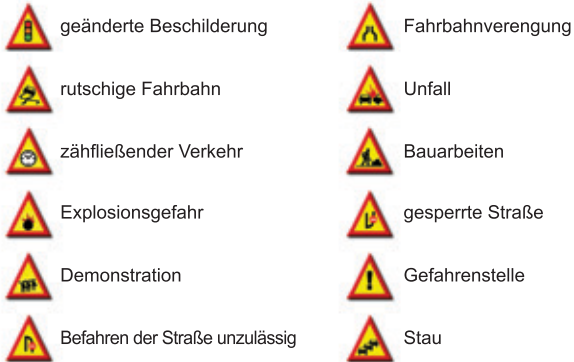 geänderte Beschilderung
rutschige Fahrbahn
zähfließender Verkehr
Explosionsgefahr
Demonstration
Befahren der Straße unzulässig
Fahrbahnverengung
Unfall
Bauarbeiten
gesperrte Straße
Gefahrenstelle
Stau